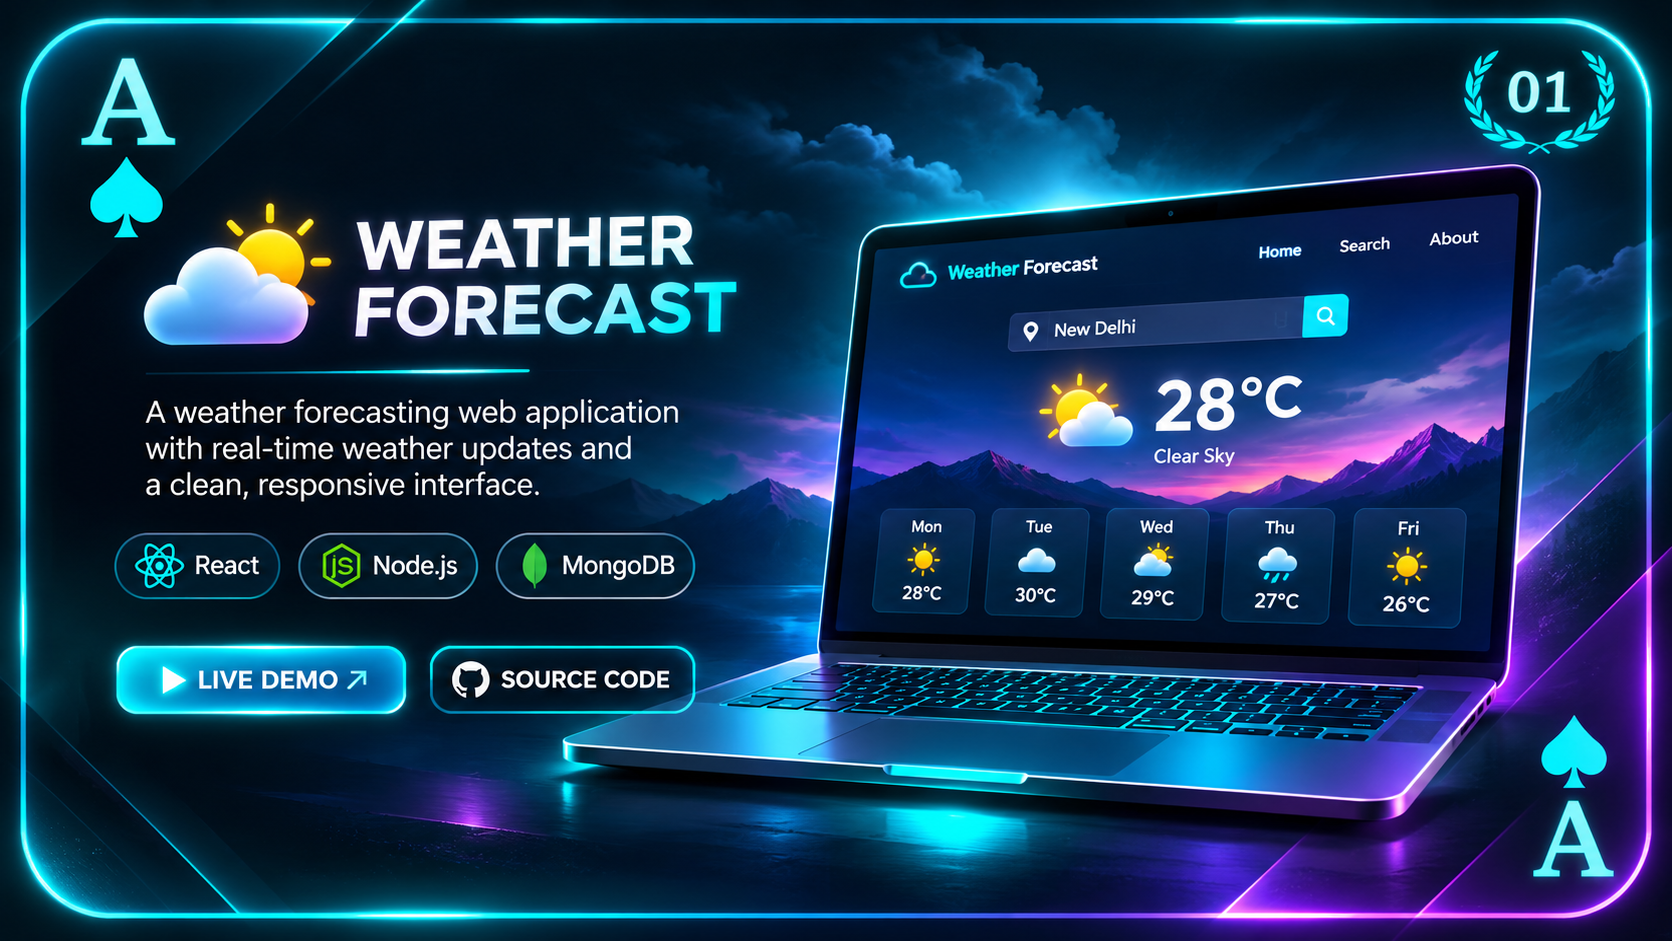 A
01
WEATHER
FORECAST
A weather forecasting web application
with real-time weather updates and
a clean, responsive interface.
React
JS
Node.js
MongoDB
LIVE DEMO
SOURCE CODE
Weather Forecast
Home Search About
New Delhi
28°C
Clear Sky
Mon Tue Wed Thu Fri
28°C 30°C 29°C 27°C 26°C
A